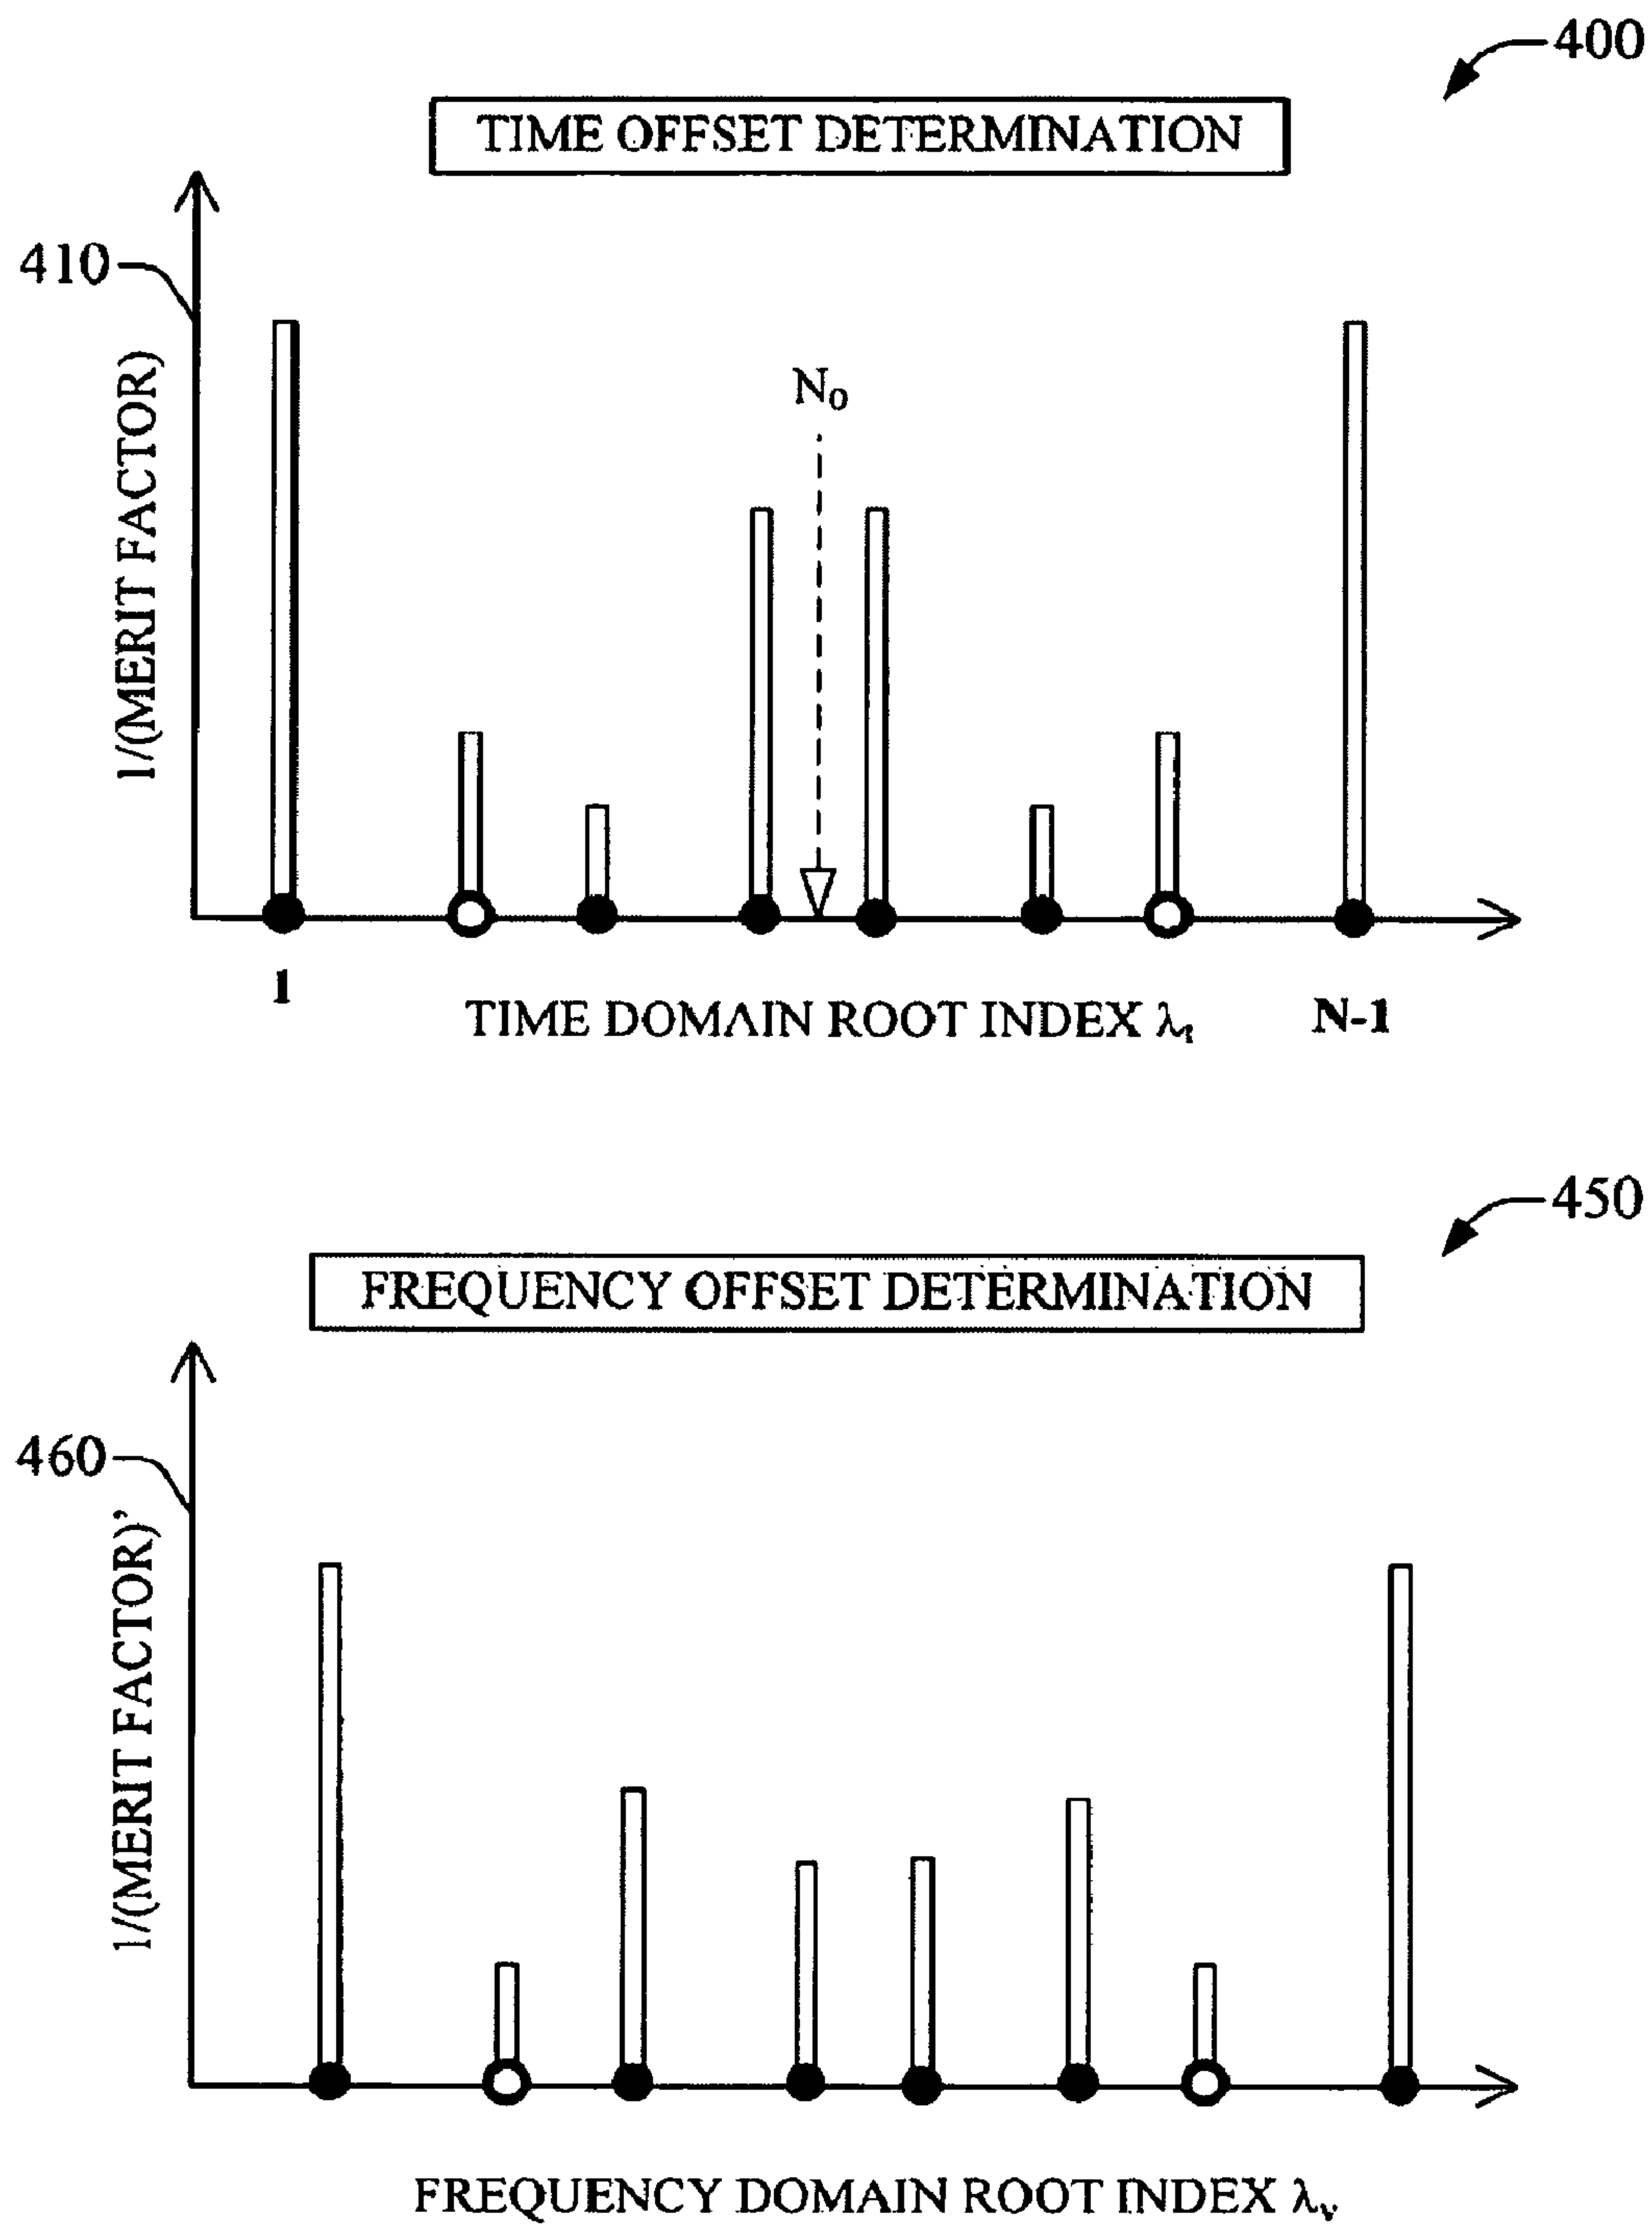 400
TIME OFFSET DETERMINATION
410
1/(MERIT FACTOR)
N₀
1
TIME DOMAIN ROOT INDEX λₜ
N-1
450
FREQUENCY OFFSET DETERMINATION
460
1/(MERIT FACTOR)’
FREQUENCY DOMAIN ROOT INDEX λᵥ